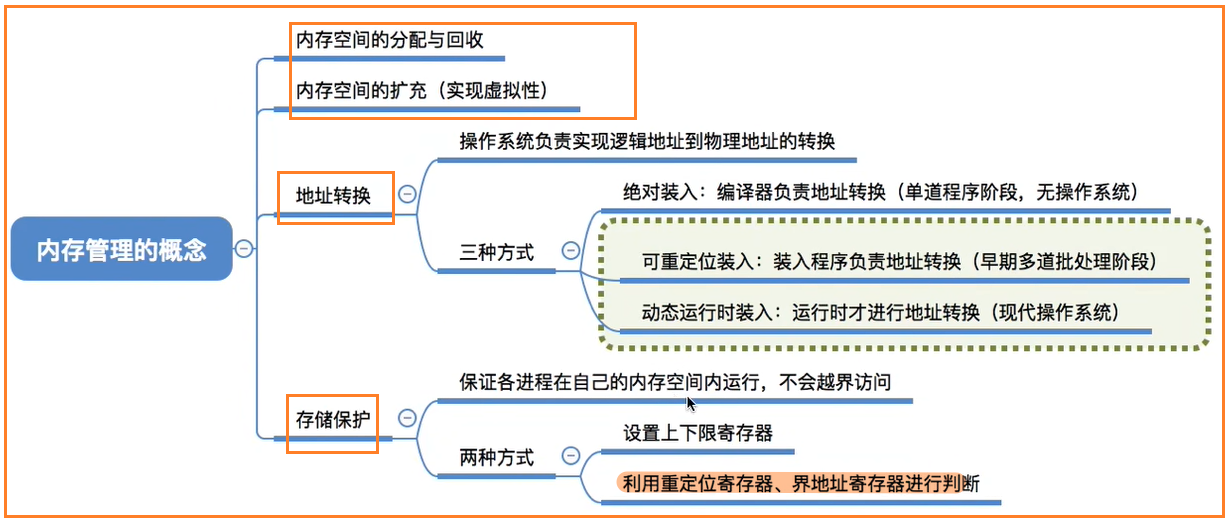 内存空间的分配与回收
内存空间的扩充（实现虚拟性）
操作系统负责实现逻辑地址到物理地址的转换
地址转换
绝对装入：编译器负责地址转换（单道程序阶段，无操作系统）
三种方式
可重定位装入：装入程序负责地址转换（早期多道批处理阶段）
动态运行时装入：运行时才进行地址转换（现代操作系统）
内存管理的概念
保证各进程在自己的内存空间内运行，不会越界访问
存储保护
设置上下限寄存器
两种方式
利用重定位寄存器、界地址寄存器进行判断